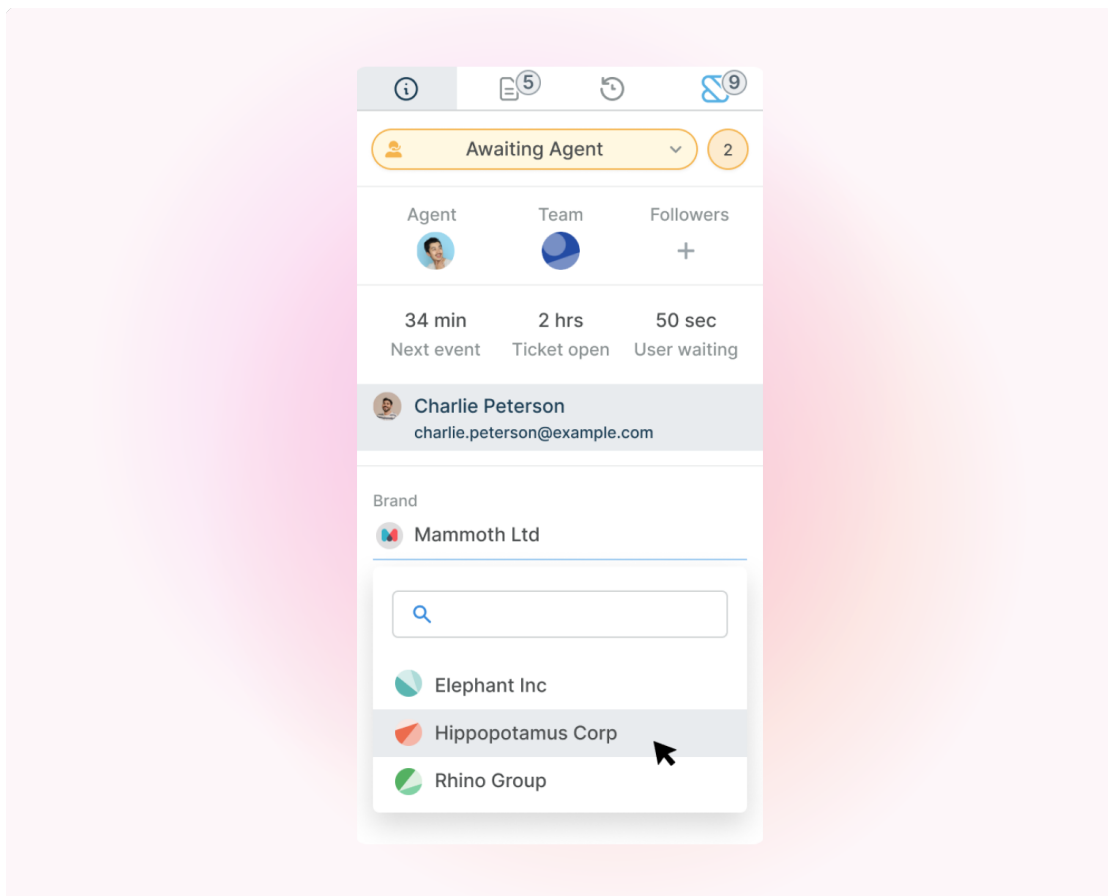 5 9
Awaiting Agent 2
Agent Team Followers
34 min 2 hrs 50 sec
Next event Ticket open User waiting
Charlie Peterson
charlie.peterson@example.com
Brand
Mammoth Ltd
Elephant Inc
Hippopotamus Corp
Rhino Group